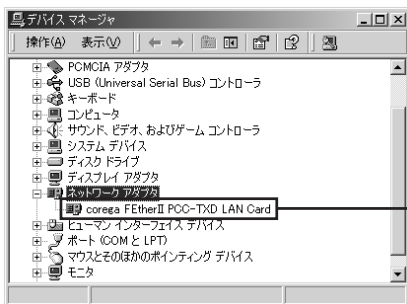 デバイス マネージャ
操作(A) 表示(V)
PCMCIA アダプタ
USB (Universal Serial Bus) コントローラ
キーボード
コンピュータ
サウンド、ビデオ、およびゲーム コントローラ
システム デバイス
ディスク ドライブ
ディスプレイ アダプタ
ネットワーク アダプタ
corega FEtherII PCC-TXD LAN Card
ヒューマン インターフェイス デバイス
ポート (COM と LPT)
マウスとそのほかのポインティング デバイス
モニタ